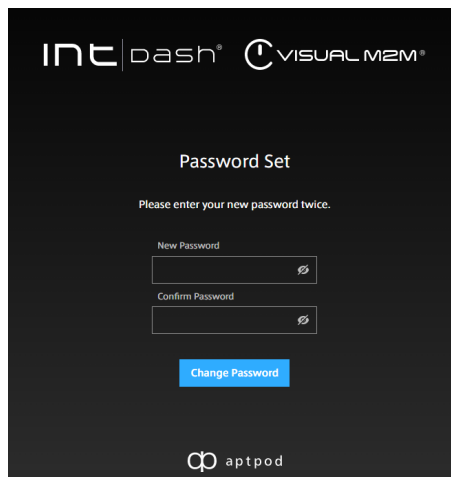 intdash® VISUAL M2M®
Password Set
Please enter your new password twice.
New Password
Confirm Password
Change Password
aptpod